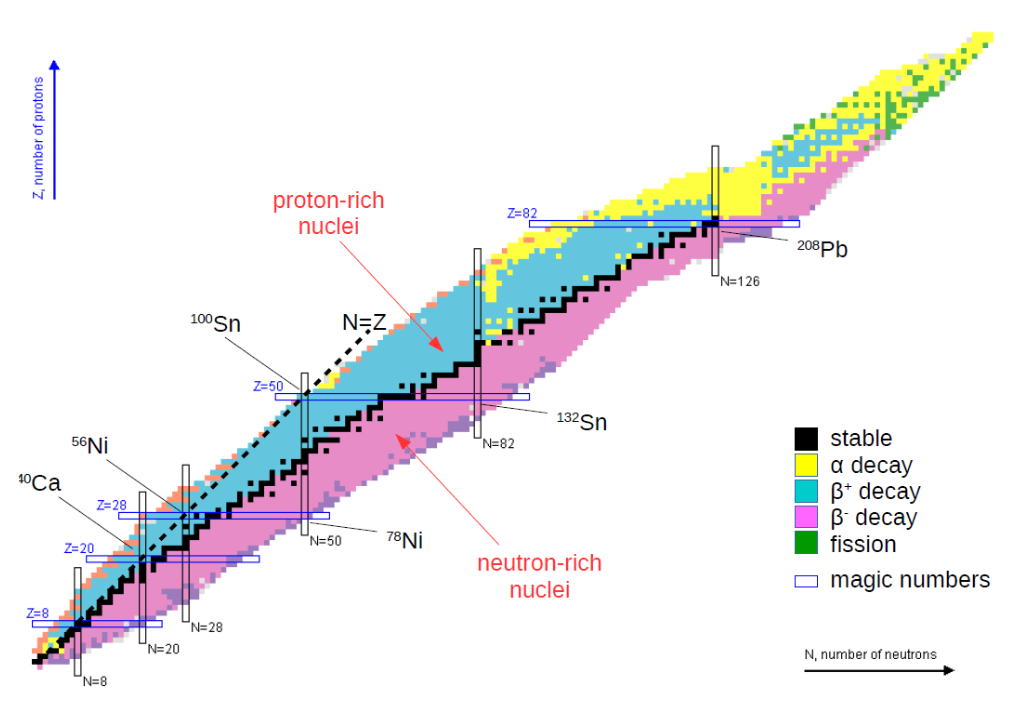 Z, number of protons
proton-rich
nuclei
Z=82
²⁰⁸Pb
N=126
¹⁰⁰Sn
N=Z
Z=50
¹³²Sn
N=82
⁵⁶Ni
⁴⁰Ca
Z=28
⁷⁸Ni
N=50
Z=20
neutron-rich
nuclei
Z=8
N=28
N=20
N=8
stable
α decay
β⁺ decay
β⁻ decay
fission
magic numbers
N, number of neutrons